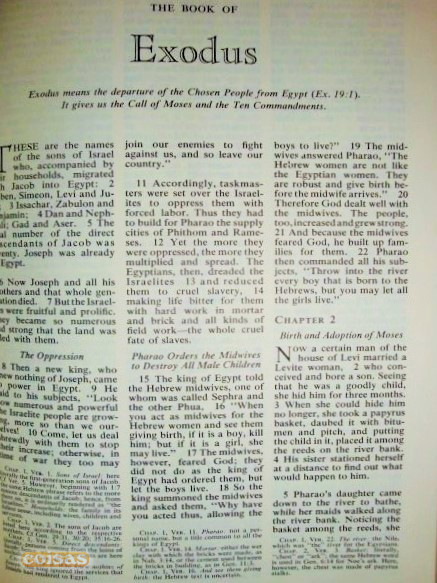 THE BOOK OF
Exodus
Exodus means the departure of the Chosen People from Egypt (Ex. 19:1).
It gives us the Call of Moses and the Ten Commandments.
THESE are the names
of the sons of Israel
who, accompanied by
households, migrated
Jacob into Egypt: 2
ben, Simeon, Levi and Ju-
3 Issachar, Zabulon and
njamin; 4 Dan and Neph-
Gad and Aser. 5 The
al number of the direct
scendants of Jacob was
enty. Joseph was already
Egypt.
6 Now Joseph and all his
others and that whole gen-
ation died. 7 But the Israel-
s were fruitful and prolific.
ey became so numerous
d strong that the land was
led with them.
The Oppression
8 Then a new king, who
new nothing of Joseph, came
power in Egypt. 9 He
id to his subjects, "Look
ow numerous and powerful
he Israelite people are grow-
ng, more so than we our-
elves! 10 Come, let us deal
hrewdly with them to stop
their increase; otherwise, in
time of war they too may
join our enemies to fight
against us, and so leave our
country."
11 Accordingly, taskmas-
ters were set over the Israel-
ites to oppress them with
forced labor. Thus they had
to build for Pharao the supply
cities of Phithom and Rame-
ses. 12 Yet the more they
were oppressed, the more they
multiplied and spread. The
Egyptians, then, dreaded the
Israelites 13 and reduced
them to cruel slavery, 14
making life bitter for them
with hard work in mortar
and brick and all kinds of
field work—the whole cruel
fate of slaves.
Pharao Orders the Midwives
to Destroy All Male Children
15 The king of Egypt told
the Hebrew midwives, one of
whom was called Sephra and
the other Phua, 16 "When
you act as midwives for the
Hebrew women and see them
giving birth, if it is a boy, kill
him; but if it is a girl, she
may live." 17 The midwives,
however, feared God; they
did not do as the king of
Egypt had ordered them, but
let the boys live. 18 So the
king summoned the midwives
and asked them, "Why have
you acted thus, allowing the
boys to live?" 19 The mid-
wives answered Pharao, "The
Hebrew women are not like
the Egyptian women. They
are robust and give birth be-
fore the midwife arrives." 20
Therefore God dealt well with
the midwives. The people,
too, increased and grew strong.
21 And because the midwives
feared God, he built up fam-
ilies for them. 22 Pharao
then commanded all his sub-
jects, "Throw into the river
every boy that is born to the
Hebrews, but you may let all
the girls live."
CHAPTER 2
Birth and Adoption of Moses
NOW a certain man of the
house of Levi married a
Levite woman, 2 who con-
ceived and bore a son. Seeing
that he was a goodly child,
she hid him for three months.
3 When she could hide him
no longer, she took a papyrus
basket, daubed it with bitu-
men and pitch, and putting
the child in it, placed it among
the reeds on the river bank.
4 His sister stationed herself
at a distance to find out what
would happen to him.
5 Pharao's daughter came
down to the river to bathe,
while her maids walked along
the river bank. Noticing the
basket among the reeds, she